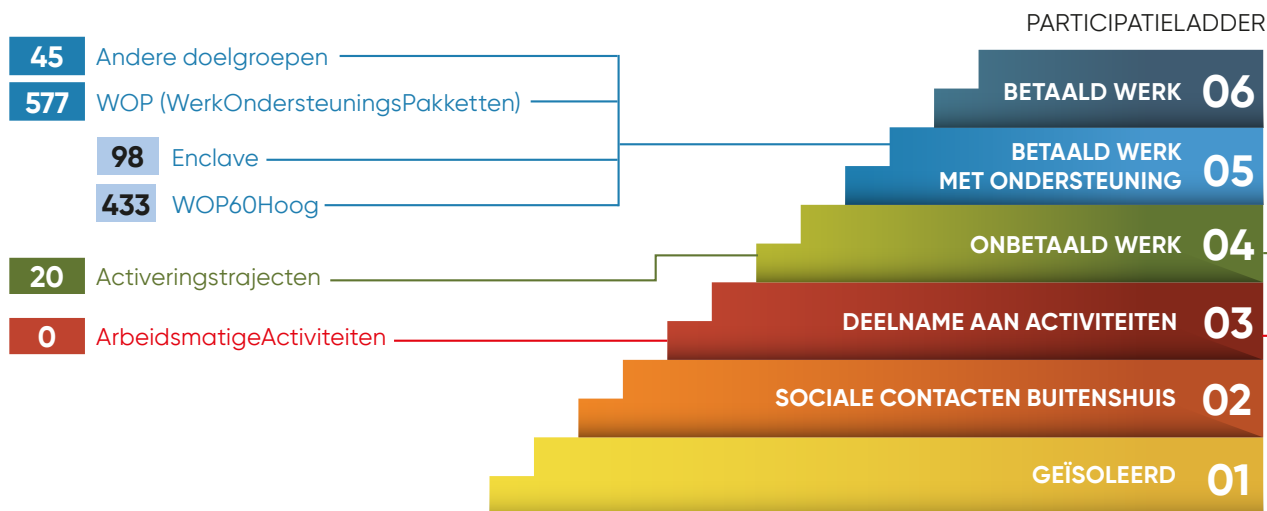 PARTICIPATIELADDER
45 Andere doelgroepen
577 WOP (WerkOndersteuningsPakketten)
98 Enclave
433 WOP60Hoog
20 Activeringstrajecten
0 ArbeidsmatigeActiviteiten
BETAALD WERK 06
BETAALD WERK
MET ONDERSTEUNING 05
ONBETAALD WERK 04
DEELNAME AAN ACTIVITEITEN 03
SOCIALE CONTACTEN BUITENSHUIS 02
GEÏSOLEERD 01